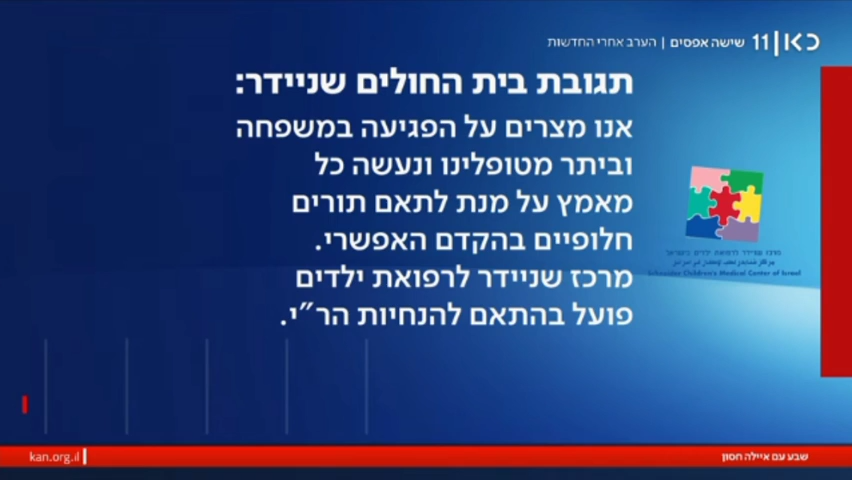 כאן 11 שישה אפסים | הערב אחרי החדשות
תגובת בית החולים שניידר:
אנו מצרים על הפגיעה במשפחה
וביתר מטופלינו ונעשה כל
מאמץ על מנת לתאם תורים
חלופיים בהקדם האפשרי.
מרכז שניידר לרפואת ילדים
פועל בהתאם להנחיות הר״י.
מרכז שניידר לרפואת ילדים בישראל
Schneider Children's Medical Center of Israel
שבע עם איילה חסון
kan.org.il